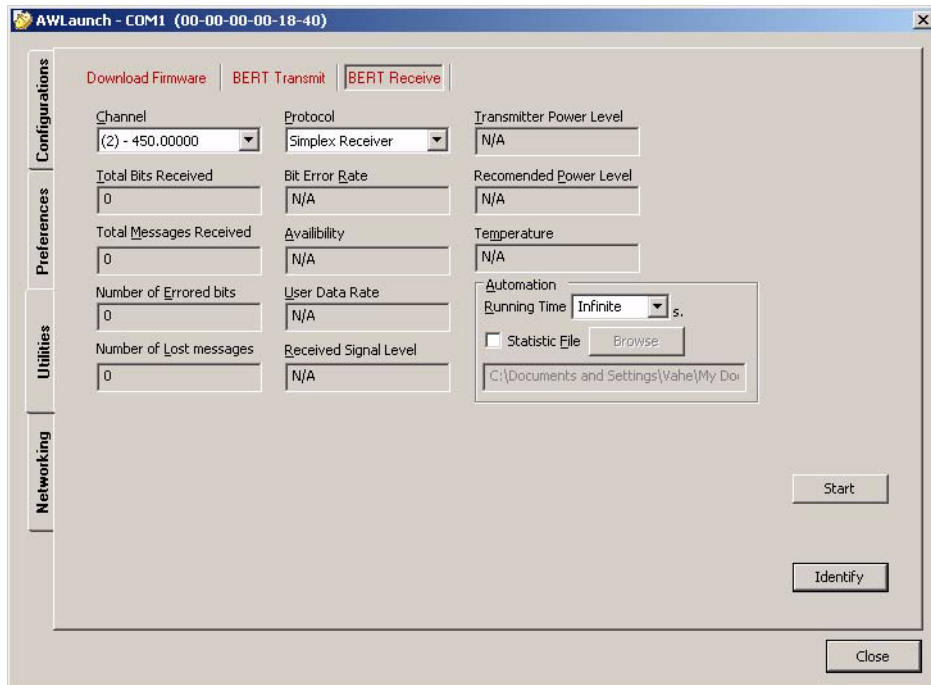 AWLaunch - COM1 (00-00-00-00-18-40)
Configurations
Preferences
Utilities
Networking
Download Firmware
BERT Transmit
BERT Receive
Channel
(2) - 450.00000
Protocol
Simplex Receiver
Transmitter Power Level
N/A
Total Bits Received
0
Bit Error Rate
N/A
Recomended Power Level
N/A
Total Messages Received
0
Availibility
N/A
Temperature
N/A
Number of Errored bits
0
User Data Rate
N/A
Automation
Running Time Infinite s.
Statistic File Browse
C:\Documents and Settings\Vahe\My Do
Number of Lost messages
0
Received Signal Level
N/A
Start
Identify
Close